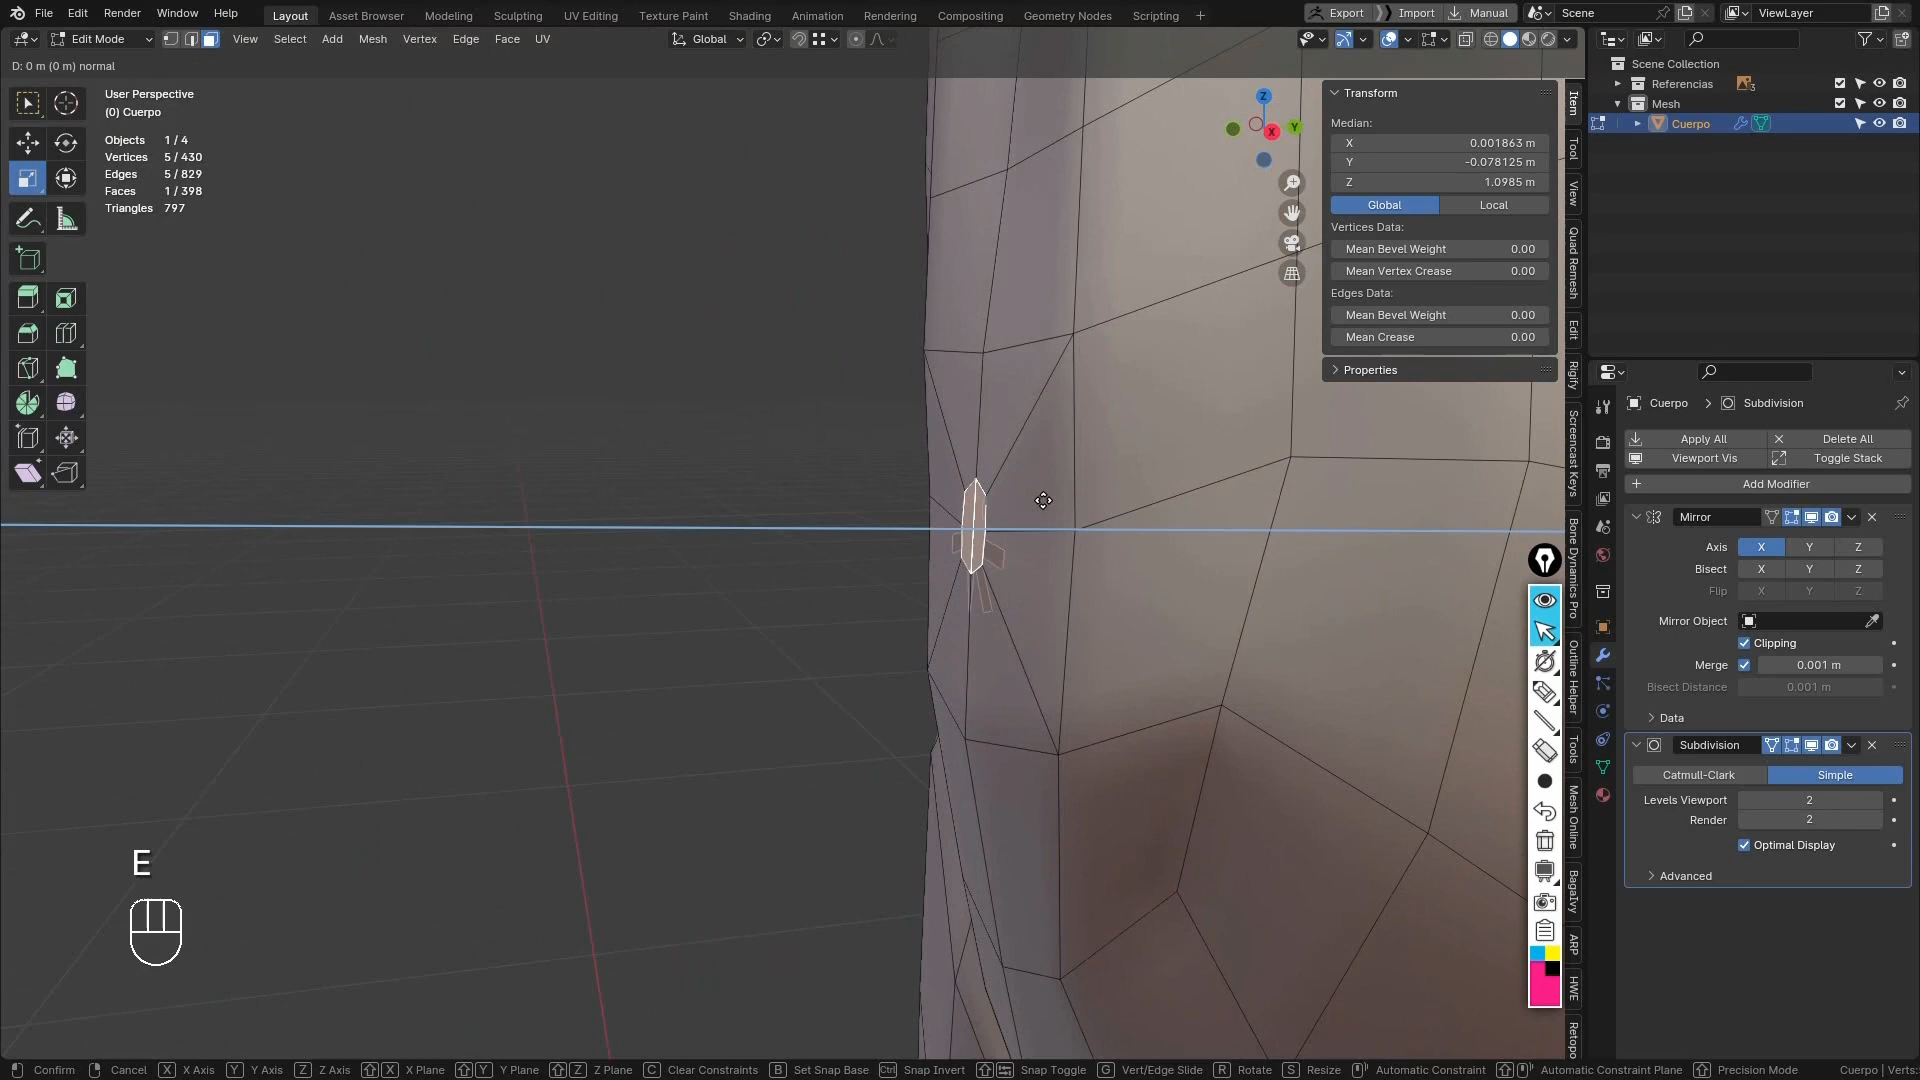 File Edit Render Window Help
Layout Asset Browser Modeling Sculpting UV Editing Texture Paint Shading Animation Rendering Compositing Geometry Nodes Scripting +
Export Import Manual Scene ViewLayer
Edit Mode View Select Add Mesh Vertex Edge Face UV
Global
D: 0 m (0 m) normal
User Perspective
(0) Cuerpo
Objects 1 / 4
Vertices 5 / 430
Edges 5 / 829
Faces 1 / 398
Triangles 797
Z
Y
X
Transform
Median:
X 0.001863 m
Y -0.078125 m
Z 1.0985 m
Global Local
Vertices Data:
Mean Bevel Weight 0.00
Mean Vertex Crease 0.00
Edges Data:
Mean Bevel Weight 0.00
Mean Crease 0.00
Properties
Item
Tool
View
Quad Remesh
Edit
Rigify
Screencast Keys
Bone Dynamics Pro
Outline Helper
Tools
Mesh Online
BagaIvy
ARP
HWE
Retopo
Scene Collection
Referencias 3
Mesh
Cuerpo
Cuerpo > Subdivision
Apply All Delete All
Viewport Vis Toggle Stack
+ Add Modifier
Mirror
Axis X Y Z
Bisect X Y Z
Flip X Y Z
Mirror Object
Clipping
Merge 0.001 m
Bisect Distance 0.001 m
Data
Subdivision
Catmull-Clark Simple
Levels Viewport 2
Render 2
Optimal Display
Advanced
E
Confirm Cancel X X Axis Y Y Axis Z Z Axis X X Plane Y Y Plane Z Z Plane C Clear Constraints B Set Snap Base Ctrl Snap Invert Snap Toggle G Vert/Edge Slide R Rotate S Resize Automatic Constraint Automatic Constraint Plane Precision Mode Cuerpo | Verts: